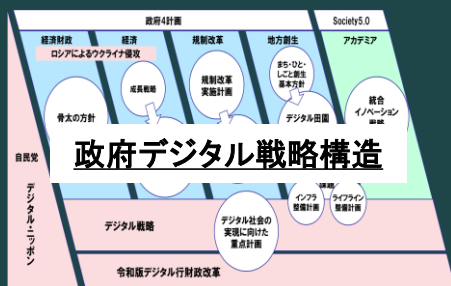 政府4計画
Society5.0
経済財政
経済
規制改革
地方創生
アカデミア
ロシアによるウクライナ侵攻
成長戦略
規制改革
実施計画
まち・ひと・
しごと創生
基本方針
骨太の方針
デジタル田園
統合
イノベーション
自民党
デジタル・ニッポン
政府デジタル戦略構造
インフラ
整備計画
ライフライン
整備計画
デジタル戦略
デジタル社会の
実現に向けた
重点計画
令和版デジタル行財政改革